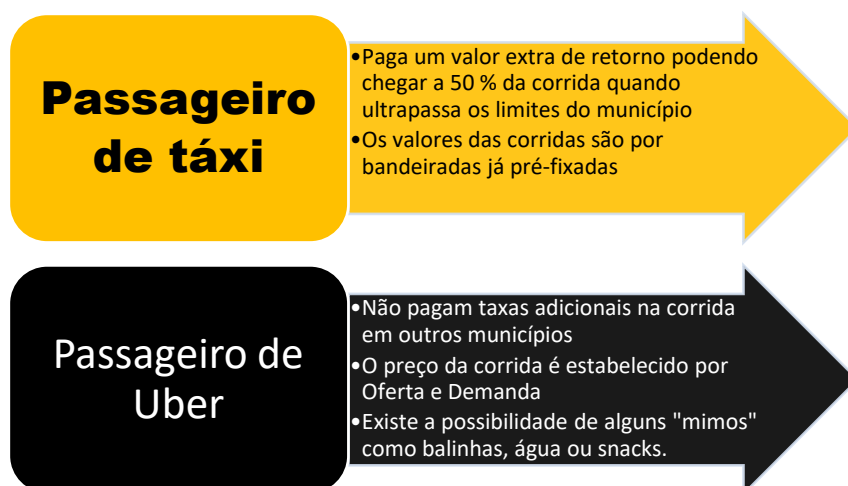 Passageiro
de táxi
•Paga um valor extra de retorno podendo
chegar a 50 % da corrida quando
ultrapassa os limites do município
•Os valores das corridas são por
bandeiradas já pré-fixadas
Passageiro de
Uber
•Não pagam taxas adicionais na corrida
em outros municípios
•O preço da corrida é estabelecido por
Oferta e Demanda
•Existe a possibilidade de alguns "mimos"
como balinhas, água ou snacks.